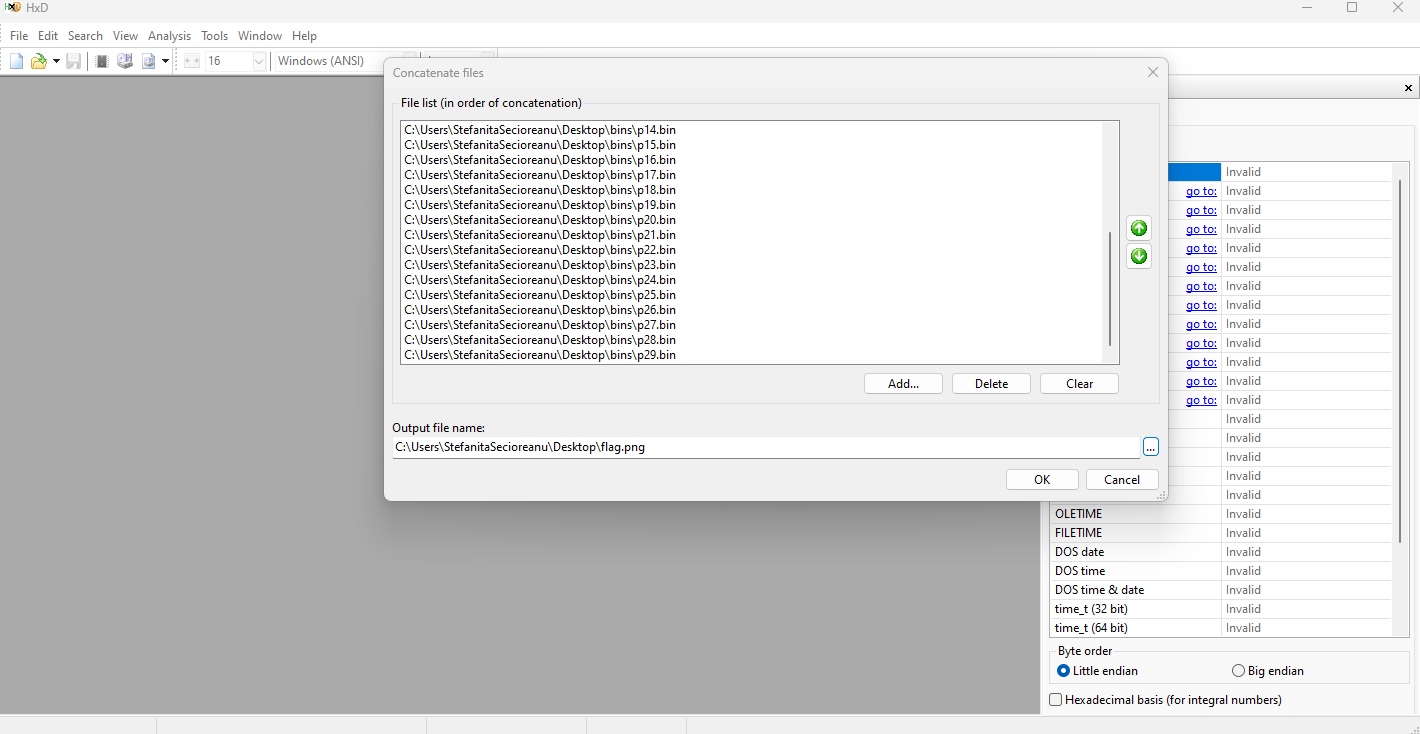 HxD
File Edit Search View Analysis Tools Window Help
16 Windows (ANSI)
Concatenate files
File list (in order of concatenation)
C:\Users\StefanitaSecioreanu\Desktop\bins\p14.bin
C:\Users\StefanitaSecioreanu\Desktop\bins\p15.bin
C:\Users\StefanitaSecioreanu\Desktop\bins\p16.bin
C:\Users\StefanitaSecioreanu\Desktop\bins\p17.bin
C:\Users\StefanitaSecioreanu\Desktop\bins\p18.bin
C:\Users\StefanitaSecioreanu\Desktop\bins\p19.bin
C:\Users\StefanitaSecioreanu\Desktop\bins\p20.bin
C:\Users\StefanitaSecioreanu\Desktop\bins\p21.bin
C:\Users\StefanitaSecioreanu\Desktop\bins\p22.bin
C:\Users\StefanitaSecioreanu\Desktop\bins\p23.bin
C:\Users\StefanitaSecioreanu\Desktop\bins\p24.bin
C:\Users\StefanitaSecioreanu\Desktop\bins\p25.bin
C:\Users\StefanitaSecioreanu\Desktop\bins\p26.bin
C:\Users\StefanitaSecioreanu\Desktop\bins\p27.bin
C:\Users\StefanitaSecioreanu\Desktop\bins\p28.bin
C:\Users\StefanitaSecioreanu\Desktop\bins\p29.bin
Add... Delete Clear
Output file name:
C:\Users\StefanitaSecioreanu\Desktop\flag.png
...
OK Cancel
Invalid
go to: Invalid
go to: Invalid
go to: Invalid
go to: Invalid
go to: Invalid
go to: Invalid
go to: Invalid
go to: Invalid
go to: Invalid
go to: Invalid
go to: Invalid
go to: Invalid
Invalid
Invalid
Invalid
Invalid
Invalid
OLETIME Invalid
FILETIME Invalid
DOS date Invalid
DOS time Invalid
DOS time & date Invalid
time_t (32 bit) Invalid
time_t (64 bit) Invalid
Byte order
Little endian Big endian
Hexadecimal basis (for integral numbers)